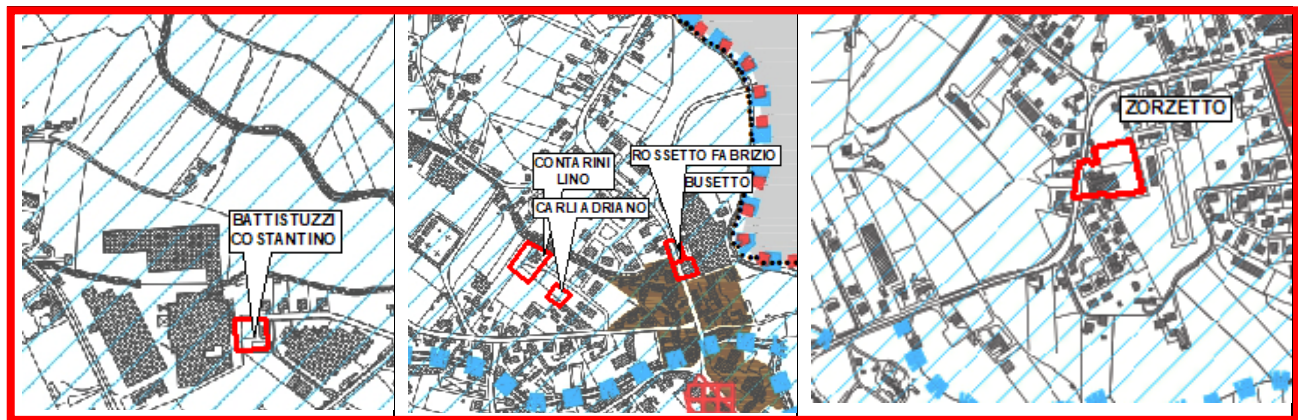 BATTISTUZZI
COSTANTINO
CONTARINI
LINO
CARLI ADRIANO
ROSSETTO FABRIZIO
BUSETTO
ZORZETTO